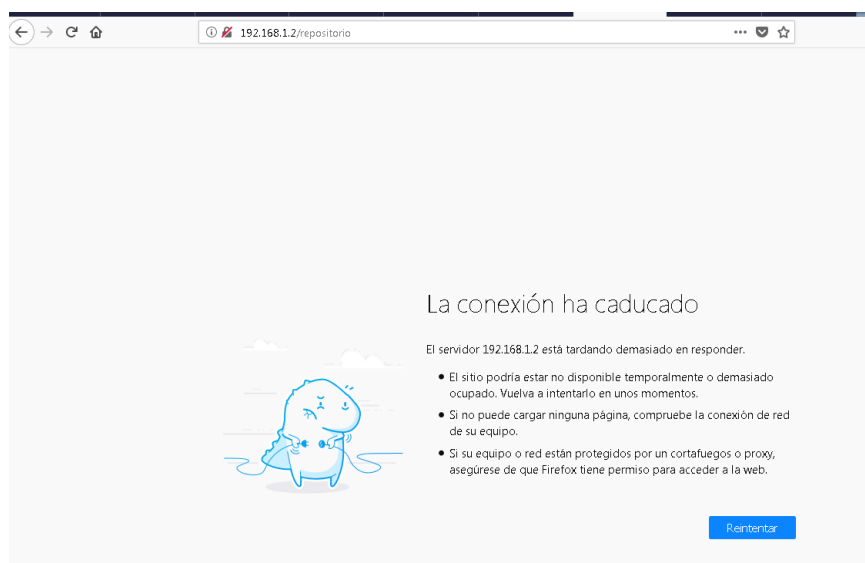 192.168.1.2/repositorio
La conexión ha caducado
El servidor 192.168.1.2 está tardando demasiado en responder.
El sitio podría estar no disponible temporalmente o demasiado
ocupado. Vuelva a intentarlo en unos momentos.
Si no puede cargar ninguna página, compruebe la conexión de red
de su equipo.
Si su equipo o red están protegidos por un cortafuegos o proxy,
asegúrese de que Firefox tiene permiso para acceder a la web.
Reintentar